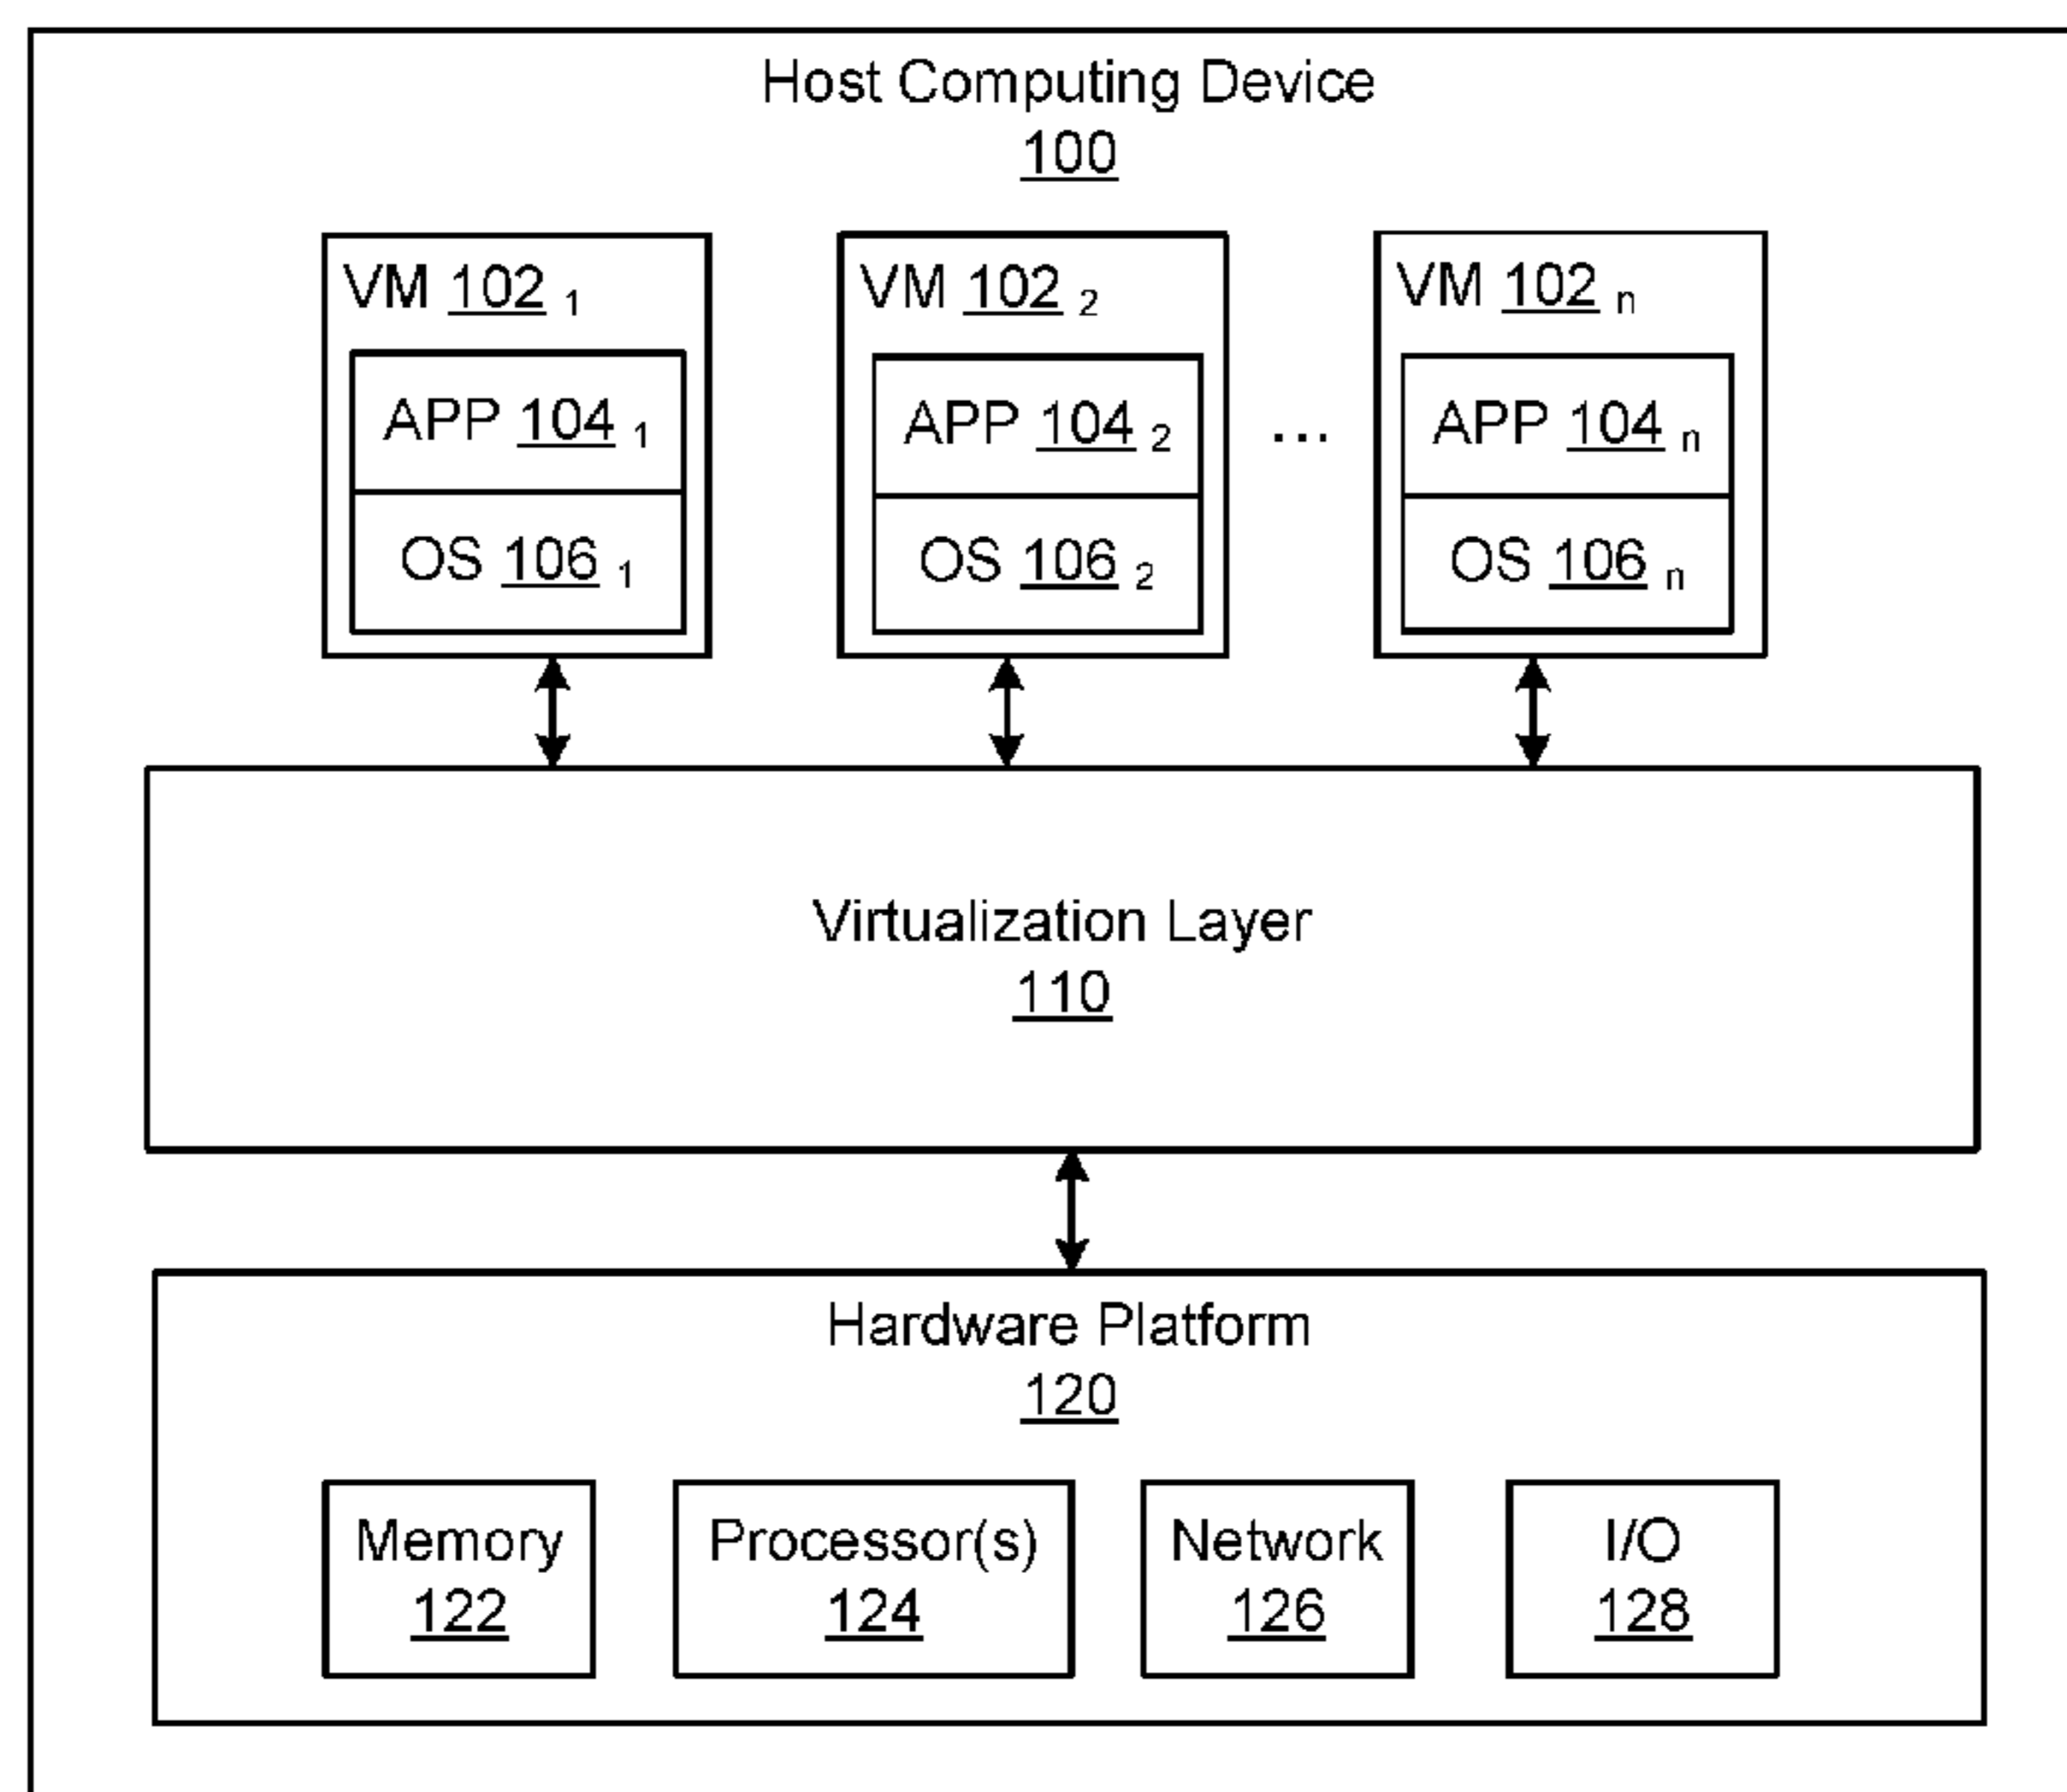 Host Computing Device
100
VM 102 1
VM 102 2
VM 102 n
APP 104 1
APP 104 2
...
APP 104 n
OS 106 1
OS 106 2
OS 106 n
Virtualization Layer
110
Hardware Platform
120
Memory
122
Processor(s)
124
Network
126
I/O
128